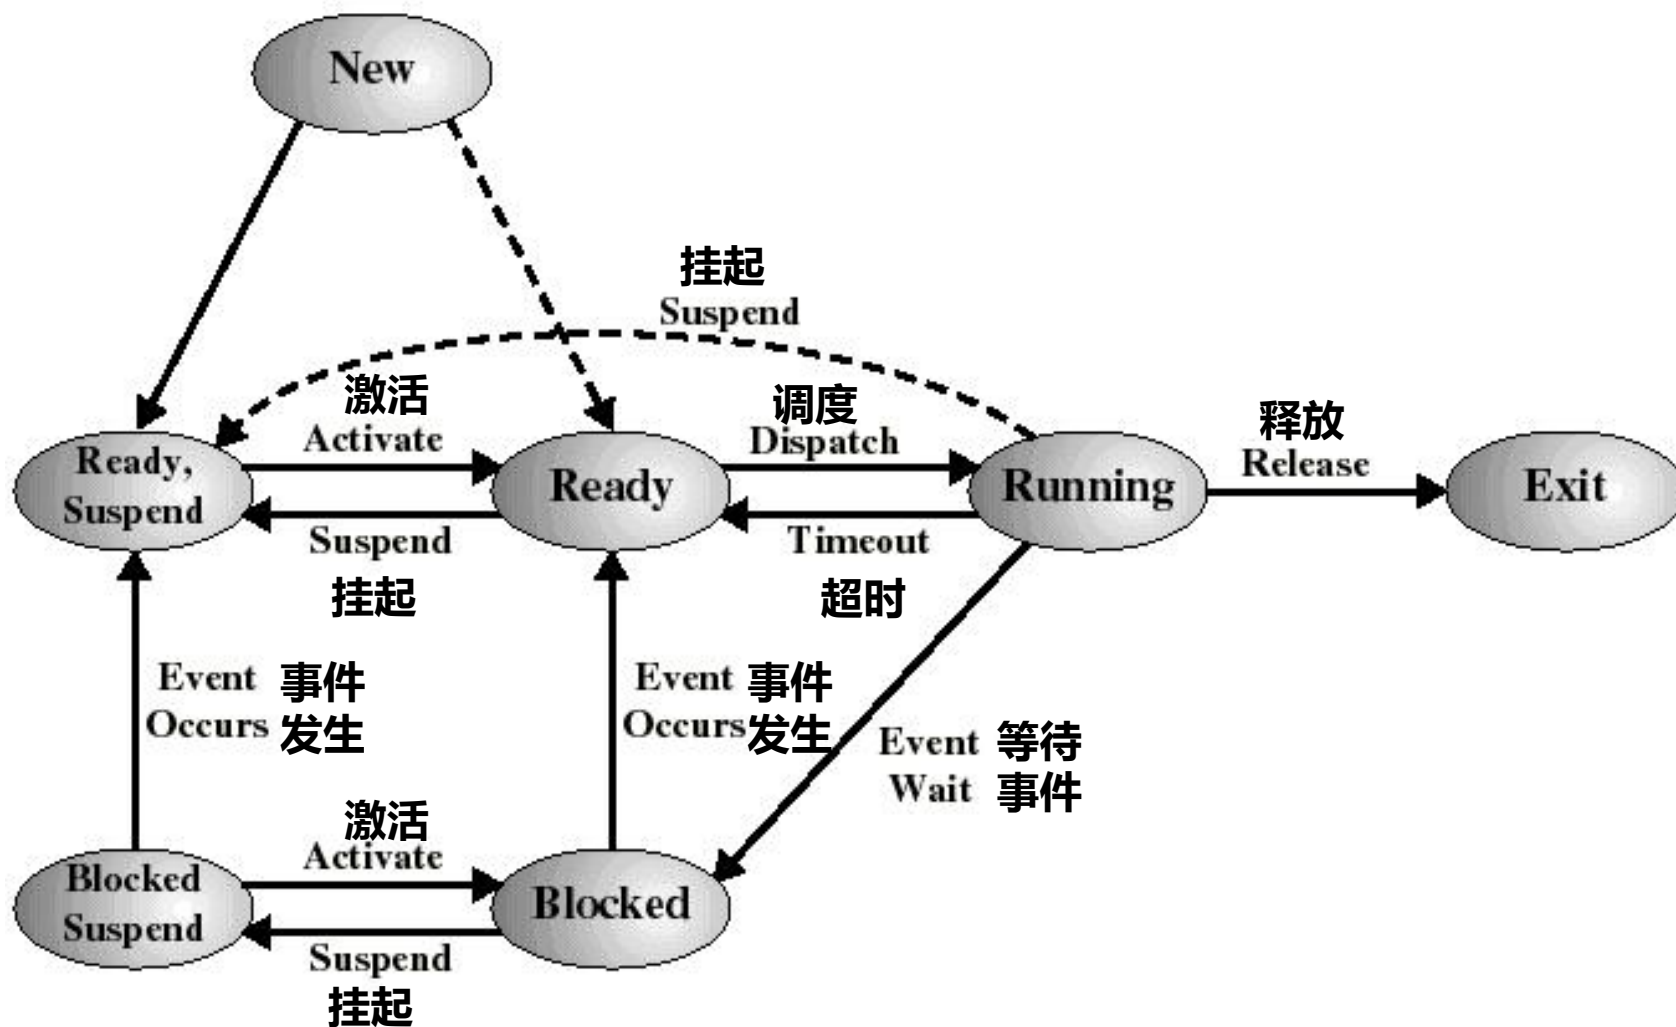 New
挂起
Suspend
激活
Activate
调度
Dispatch
释放
Release
Ready,
Suspend
Ready
Running
Exit
Suspend
挂起
Timeout
超时
Event 事件
Occurs 发生
Event 事件
Occurs 发生
Event 等待
Wait 事件
激活
Activate
Blocked
Suspend
Blocked
Suspend
挂起